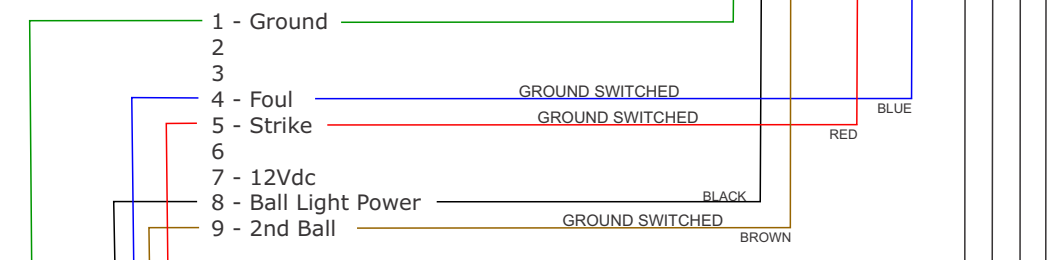 1 - Ground
2
3
4 - Foul GROUND SWITCHED
BLUE
5 - Strike GROUND SWITCHED
RED
6
7 - 12Vdc
8 - Ball Light Power BLACK
9 - 2nd Ball GROUND SWITCHED
BROWN